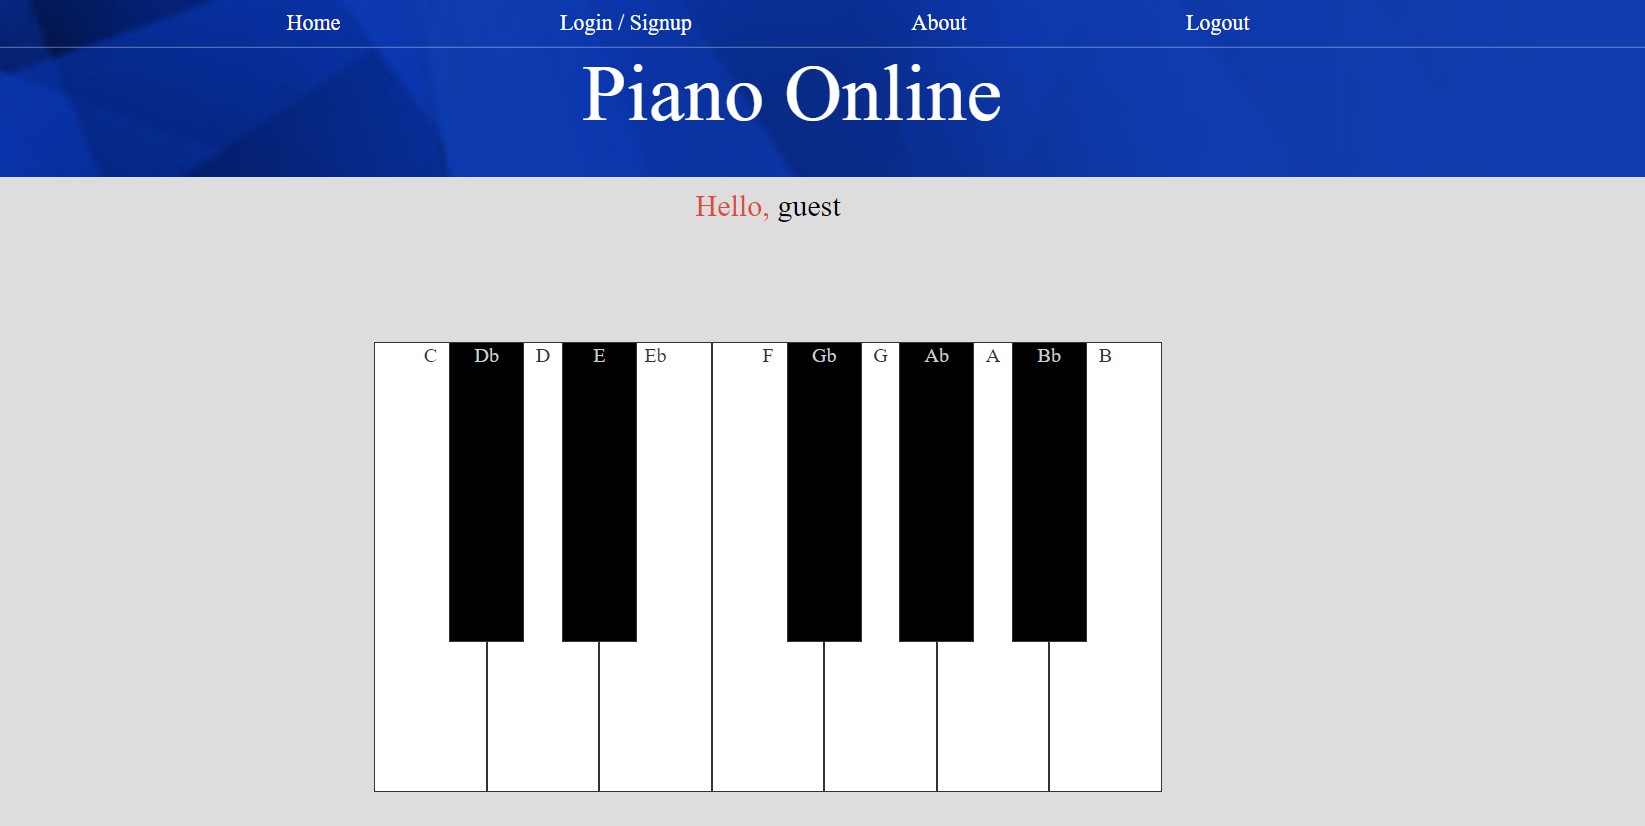 Home Login / Signup About Logout
Piano Online
Hello, guest
C Db D E Eb F Gb G Ab A Bb B